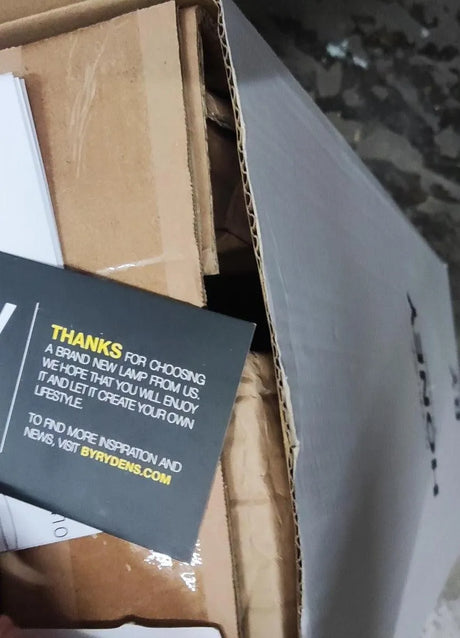 THANKS FOR CHOOSING
A BRAND NEW LAMP FROM US.
WE HOPE THAT YOU WILL ENJOY
IT AND LET IT CREATE YOUR OWN
LIFESTYLE.
TO FIND MORE INSPIRATION AND
NEWS, VISIT BYRYDENS.COM